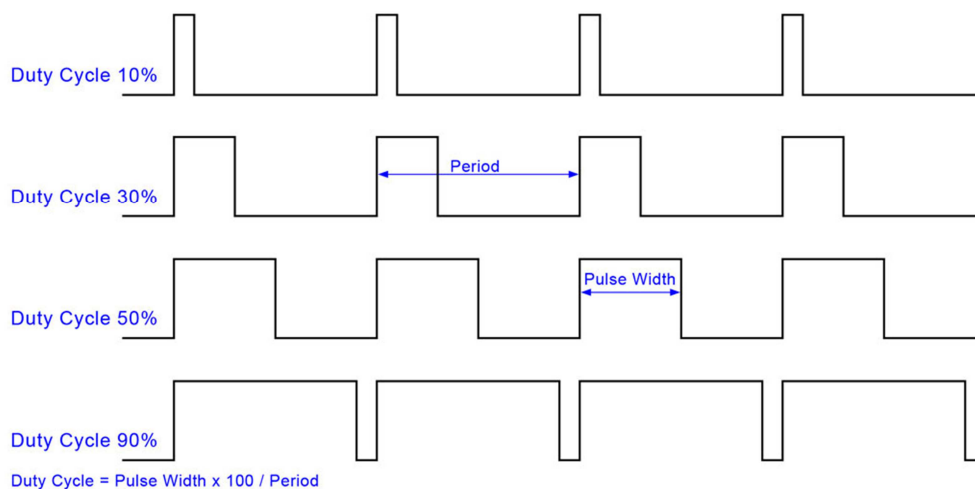 Duty Cycle 10%
Period
Duty Cycle 30%
Pulse Width
Duty Cycle 50%
Duty Cycle 90%
Duty Cycle = Pulse Width x 100 / Period